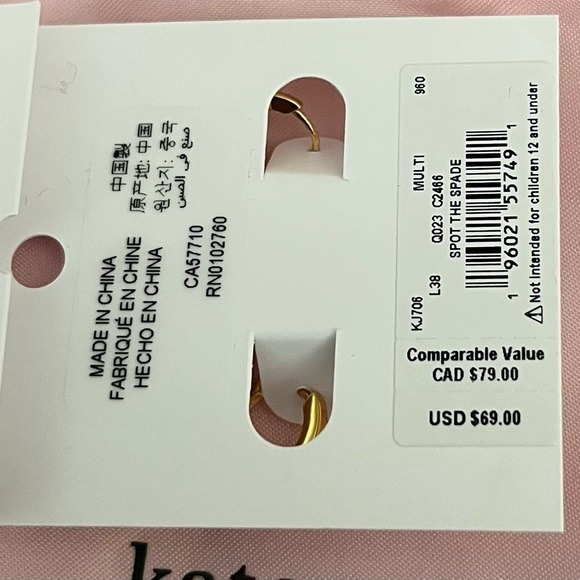 中国製
原产地: 中国
원산지: 중국
صنع في الصين
MADE IN CHINA
FABRIQUÉ EN CHINE
HECHO EN CHINA
CA57710
RN0102760
KJ706 MULTI 960
L38 Q023 C2466
SPOT THE SPADE
1 96021 55749 1
Not Intended for children 12 and under
Comparable Value
CAD $79.00
USD $69.00
kate